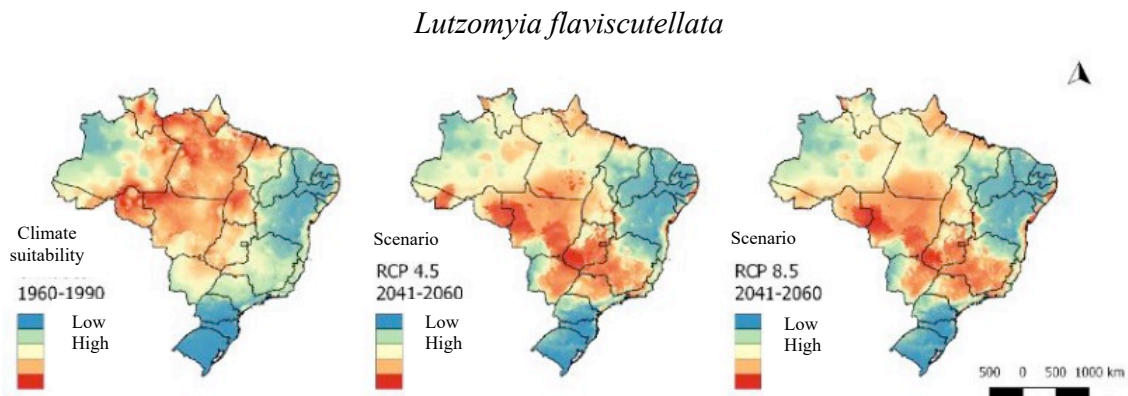 Lutzomyia flaviscutellata
Climate
suitability
1960-1990
Low
High
Scenario
RCP 4.5
2041-2060
Low
High
Scenario
RCP 8.5
2041-2060
Low
High
500 0 500 1000 km